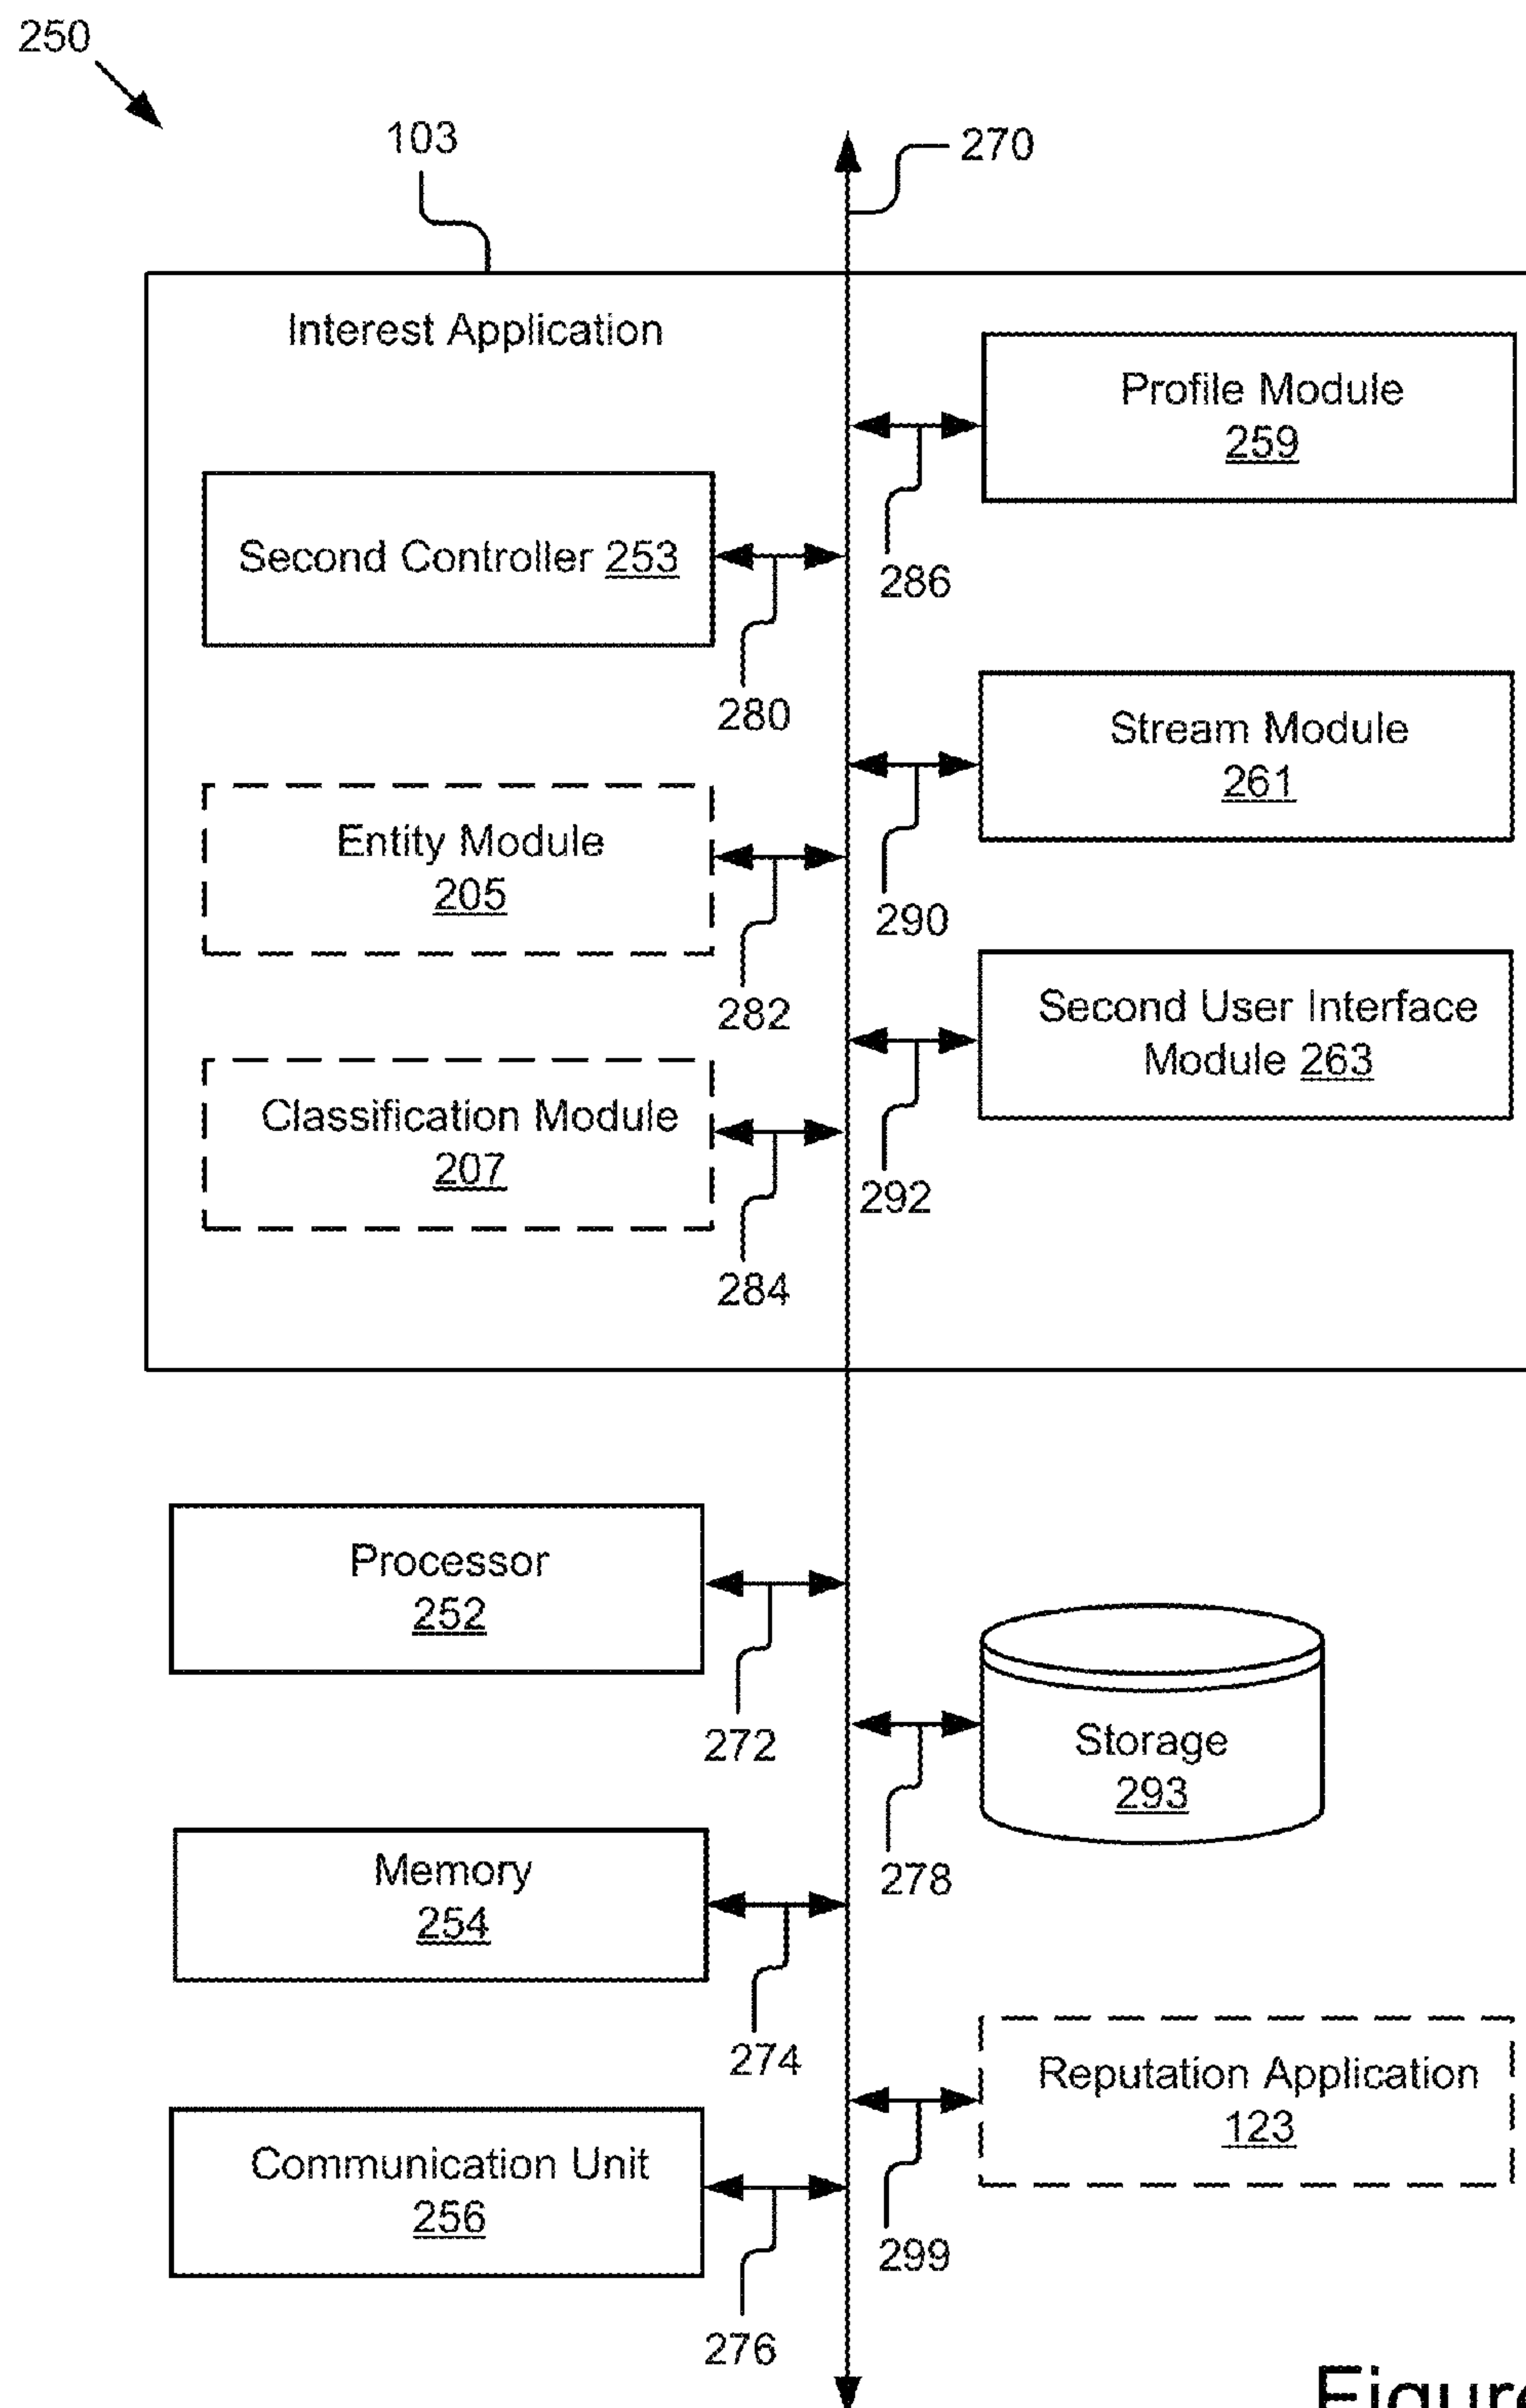 250
103
270
Interest Application
Profile Module
259
286
Second Controller 253
280
Stream Module
261
290
Entity Module
205
282
Second User Interface
Module 263
292
Classification Module
207
284
Processor
252
272
Storage
293
278
Memory
254
274
Reputation Application
123
299
Communication Unit
256
276
Figure